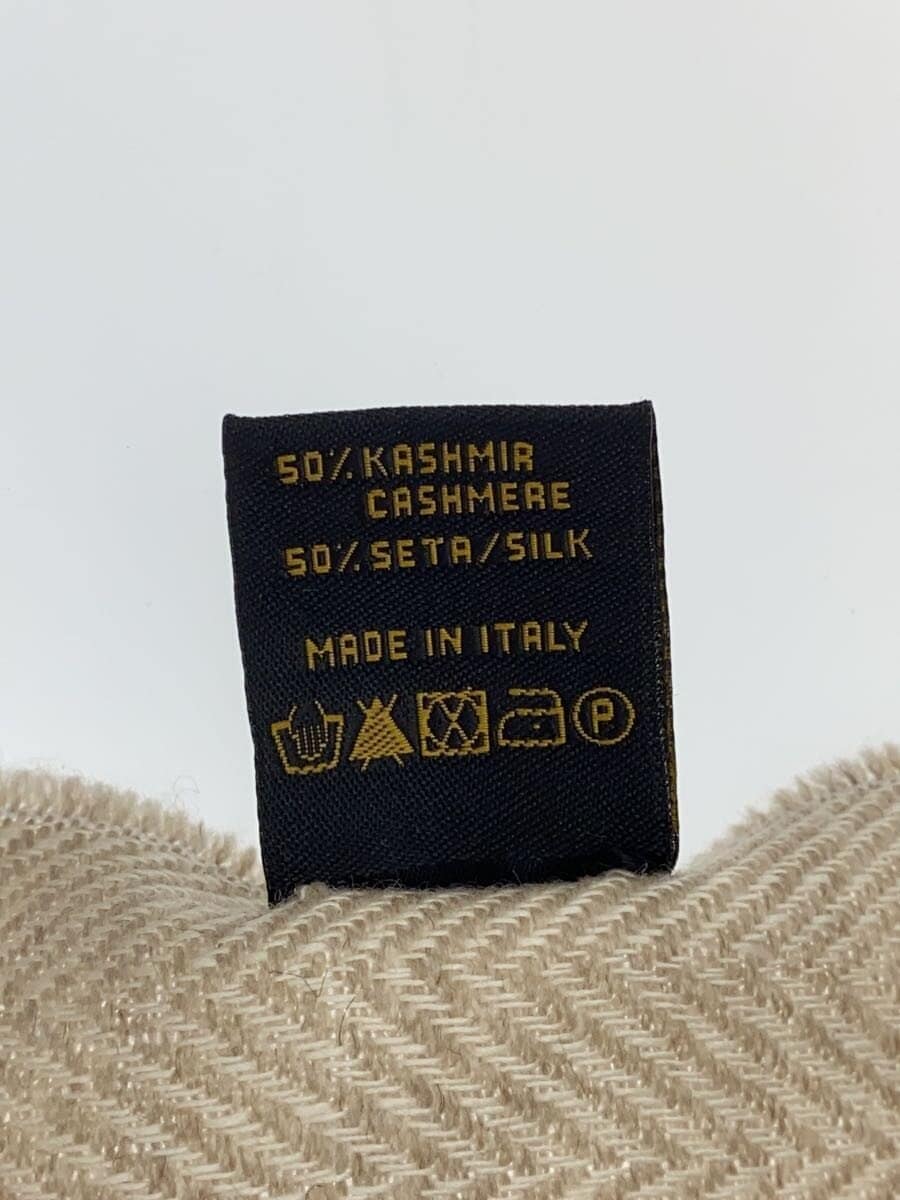 50% KASHMIR
CASHMERE
50% SETA/SILK
MADE IN ITALY
P